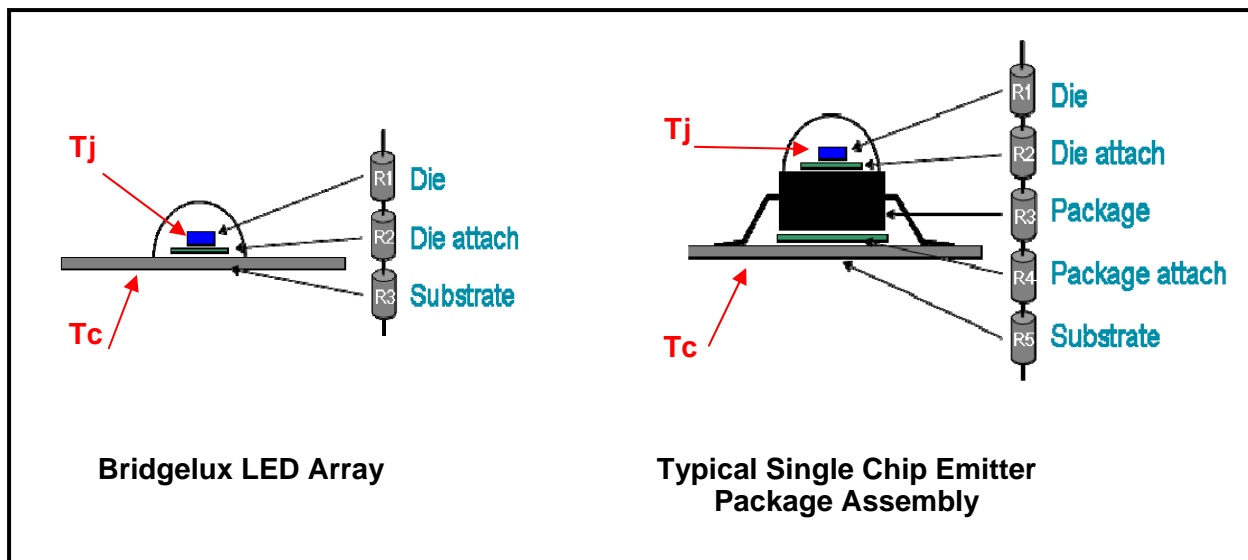 Tj
R1 Die
R2 Die attach
R3 Substrate
Tc
Bridgelux LED Array
R1 Die
Tj
R2 Die attach
R3 Package
R4 Package attach
Tc
R5 Substrate
Typical Single Chip Emitter
Package Assembly